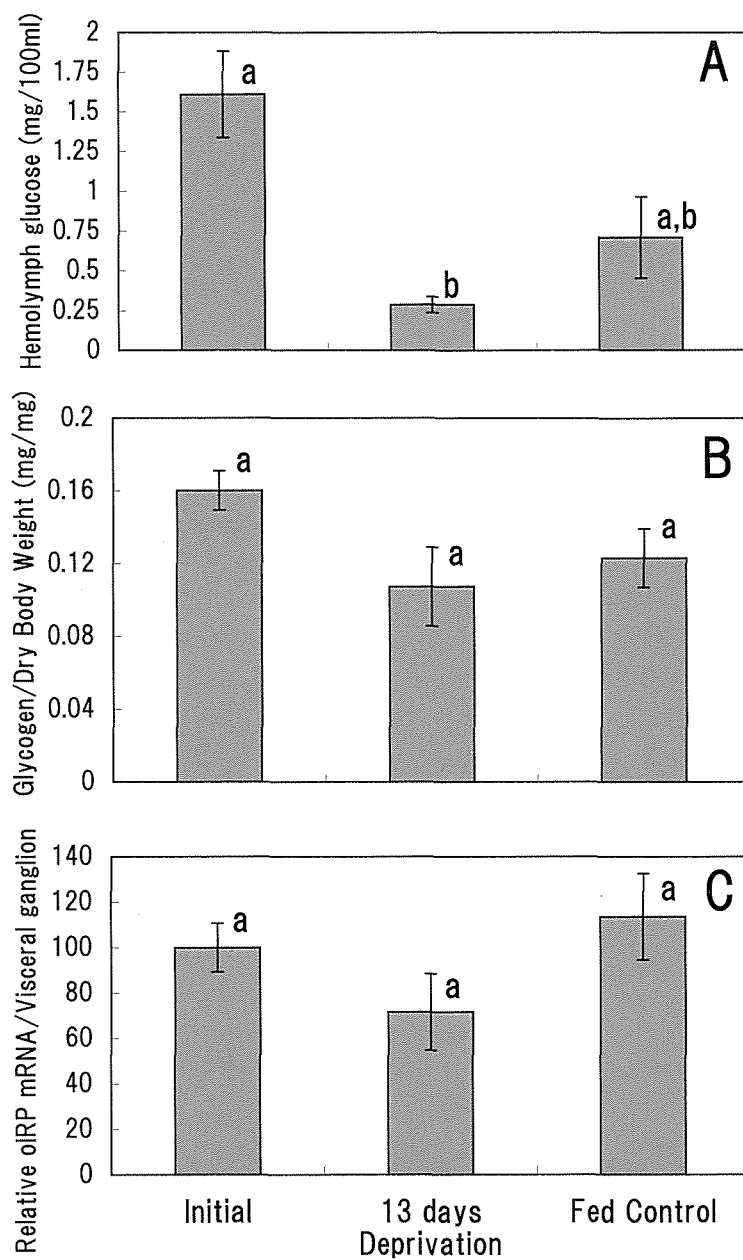 Hemolymph glucose (mg/100ml)
2
1.75
1.5
1.25
1
0.75
0.5
0.25
0
A
a
b
a,b
Glycogen/Dry Body Weight (mg/mg)
0.2
0.16
0.12
0.08
0.04
0
B
a
a
a
Relative oIRP mRNA/Visceral ganglion
140
120
100
80
60
40
20
0
C
a
a
a
Initial
13 days
Deprivation
Fed Control